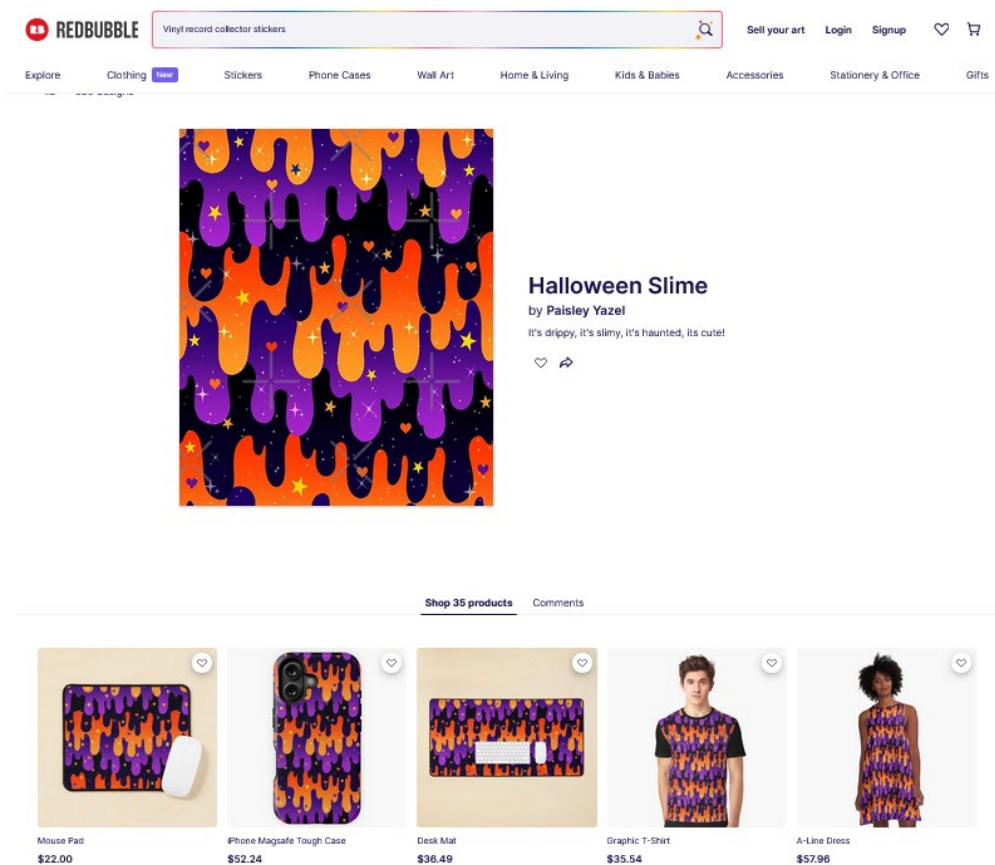 RB REDBUBBLE
Vinyl record collector stickers
Sell your art Login Signup
Explore Clothing New Stickers Phone Cases Wall Art Home & Living Kids & Babies Accessories Stationery & Office Gifts
Halloween Slime
by Paisley Yazel
It's drippy, it's slimy, it's haunted, its cute!
Shop 35 products Comments
Mouse Pad iPhone Magsafe Tough Case Desk Mat Graphic T-Shirt A-Line Dress
$22.00 $52.24 $36.49 $35.54 $57.96